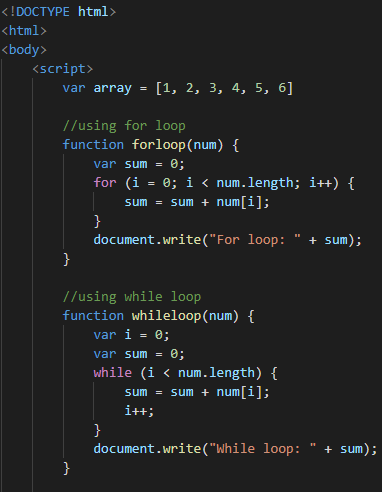 <!DOCTYPE html>
<html>
<body>
    <script>
        var array = [1, 2, 3, 4, 5, 6]

        //using for loop
        function forloop(num) {
            var sum = 0;
            for (i = 0; i < num.length; i++) {
                sum = sum + num[i];
            }
            document.write("For loop: " + sum);
        }

        //using while loop
        function whileloop(num) {
            var i = 0;
            var sum = 0;
            while (i < num.length) {
                sum = sum + num[i];
                i++;
            }
            document.write("While loop: " + sum);
        }